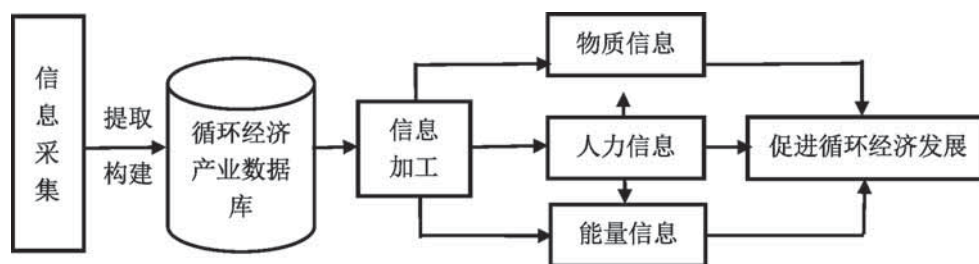 信息采集
提取
构建
循环经济
产业数据
库
信息
加工
物质信息
人力信息
能量信息
促进循环经济发展